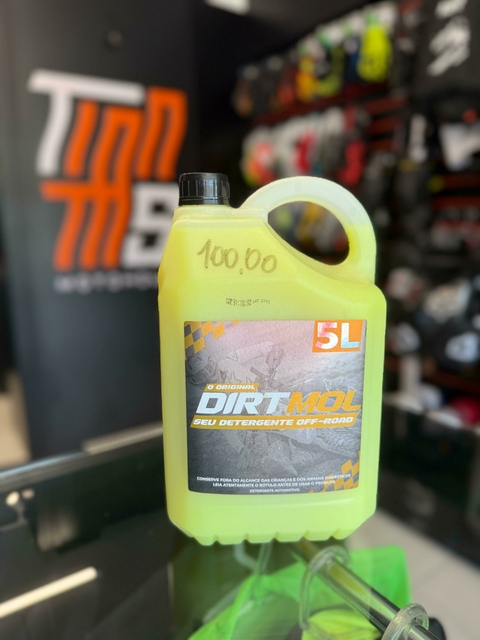 100,00
5L
O ORIGINAL
DIRTMOL
SEU DETERGENTE OFF-ROAD
CONSERVE FORA DO ALCANCE DAS CRIANÇAS E DOS ANIMAIS DOMÉSTICOS
LEIA ATENTAMENTE O RÓTULO ANTES DE USAR O PRODUTO
DETERGENTE AUTOMOTIVO